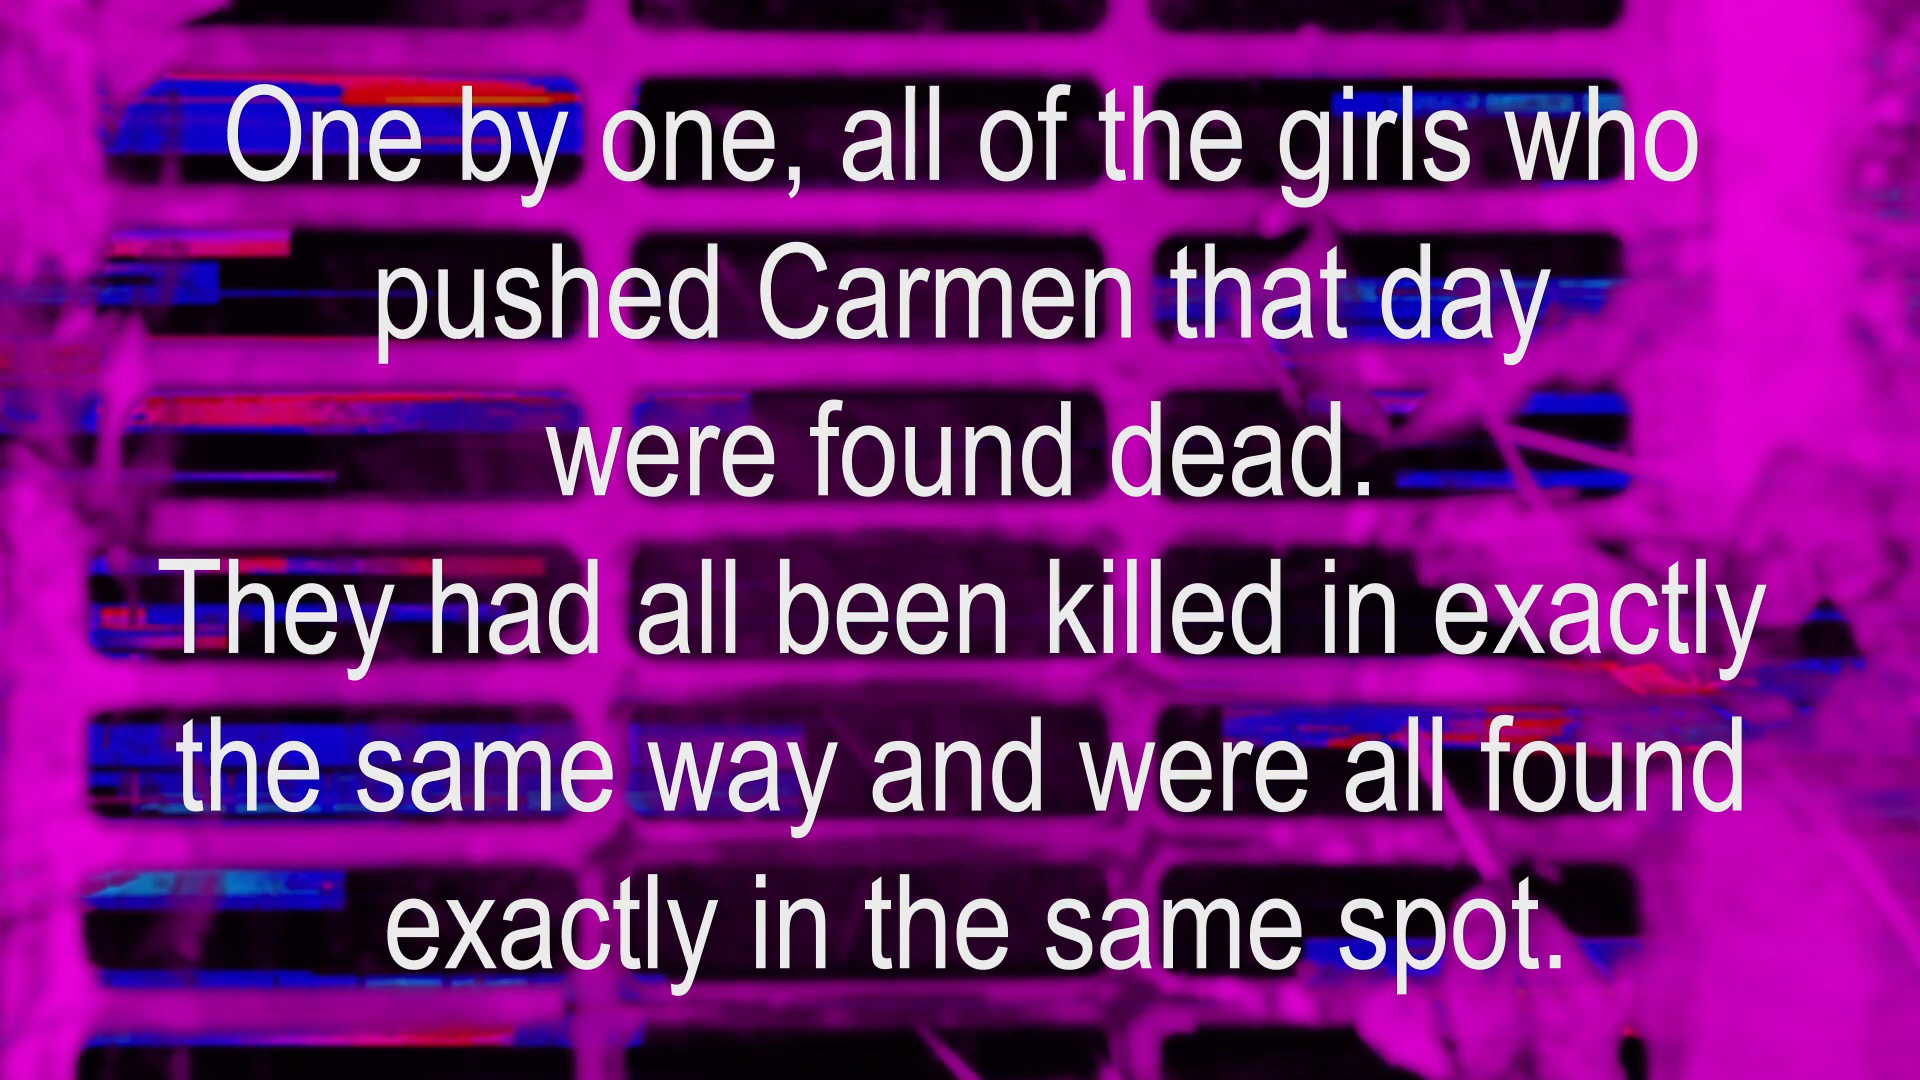 One by one, all of the girls who
pushed Carmen that day
were found dead.
They had all been killed in exactly
the same way and were all found
exactly in the same spot.